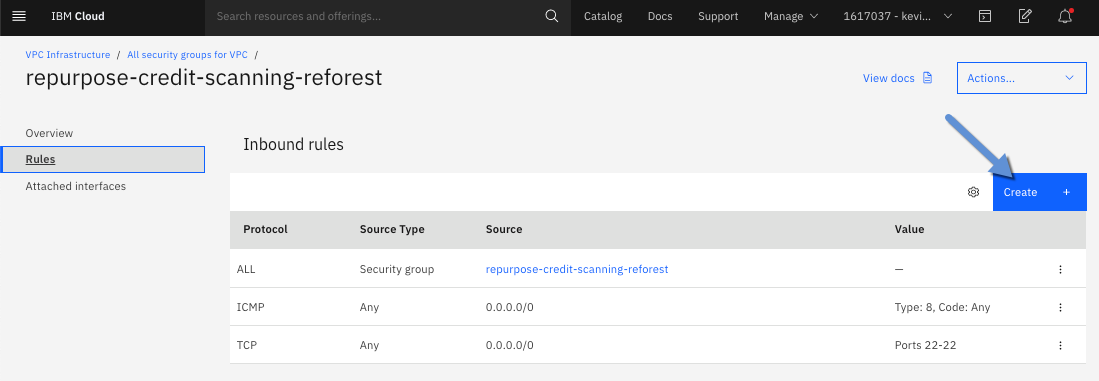 IBM Cloud Search resources and offerings... Catalog Docs Support Manage 1617037 - kevi...
VPC Infrastructure / All security groups for VPC /
repurpose-credit-scanning-reforest
View docs Actions...
Overview
Rules
Attached interfaces
Inbound rules
Create +
Protocol Source Type Source Value
ALL Security group repurpose-credit-scanning-reforest —
ICMP Any 0.0.0.0/0 Type: 8, Code: Any
TCP Any 0.0.0.0/0 Ports 22-22